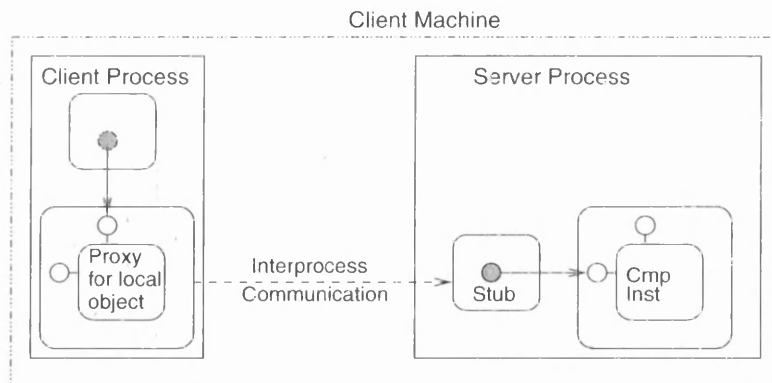 Client Machine
Client Process
Server Process
Proxy
for local
object
Interprocess
Communication
Stub
Cmp
Inst